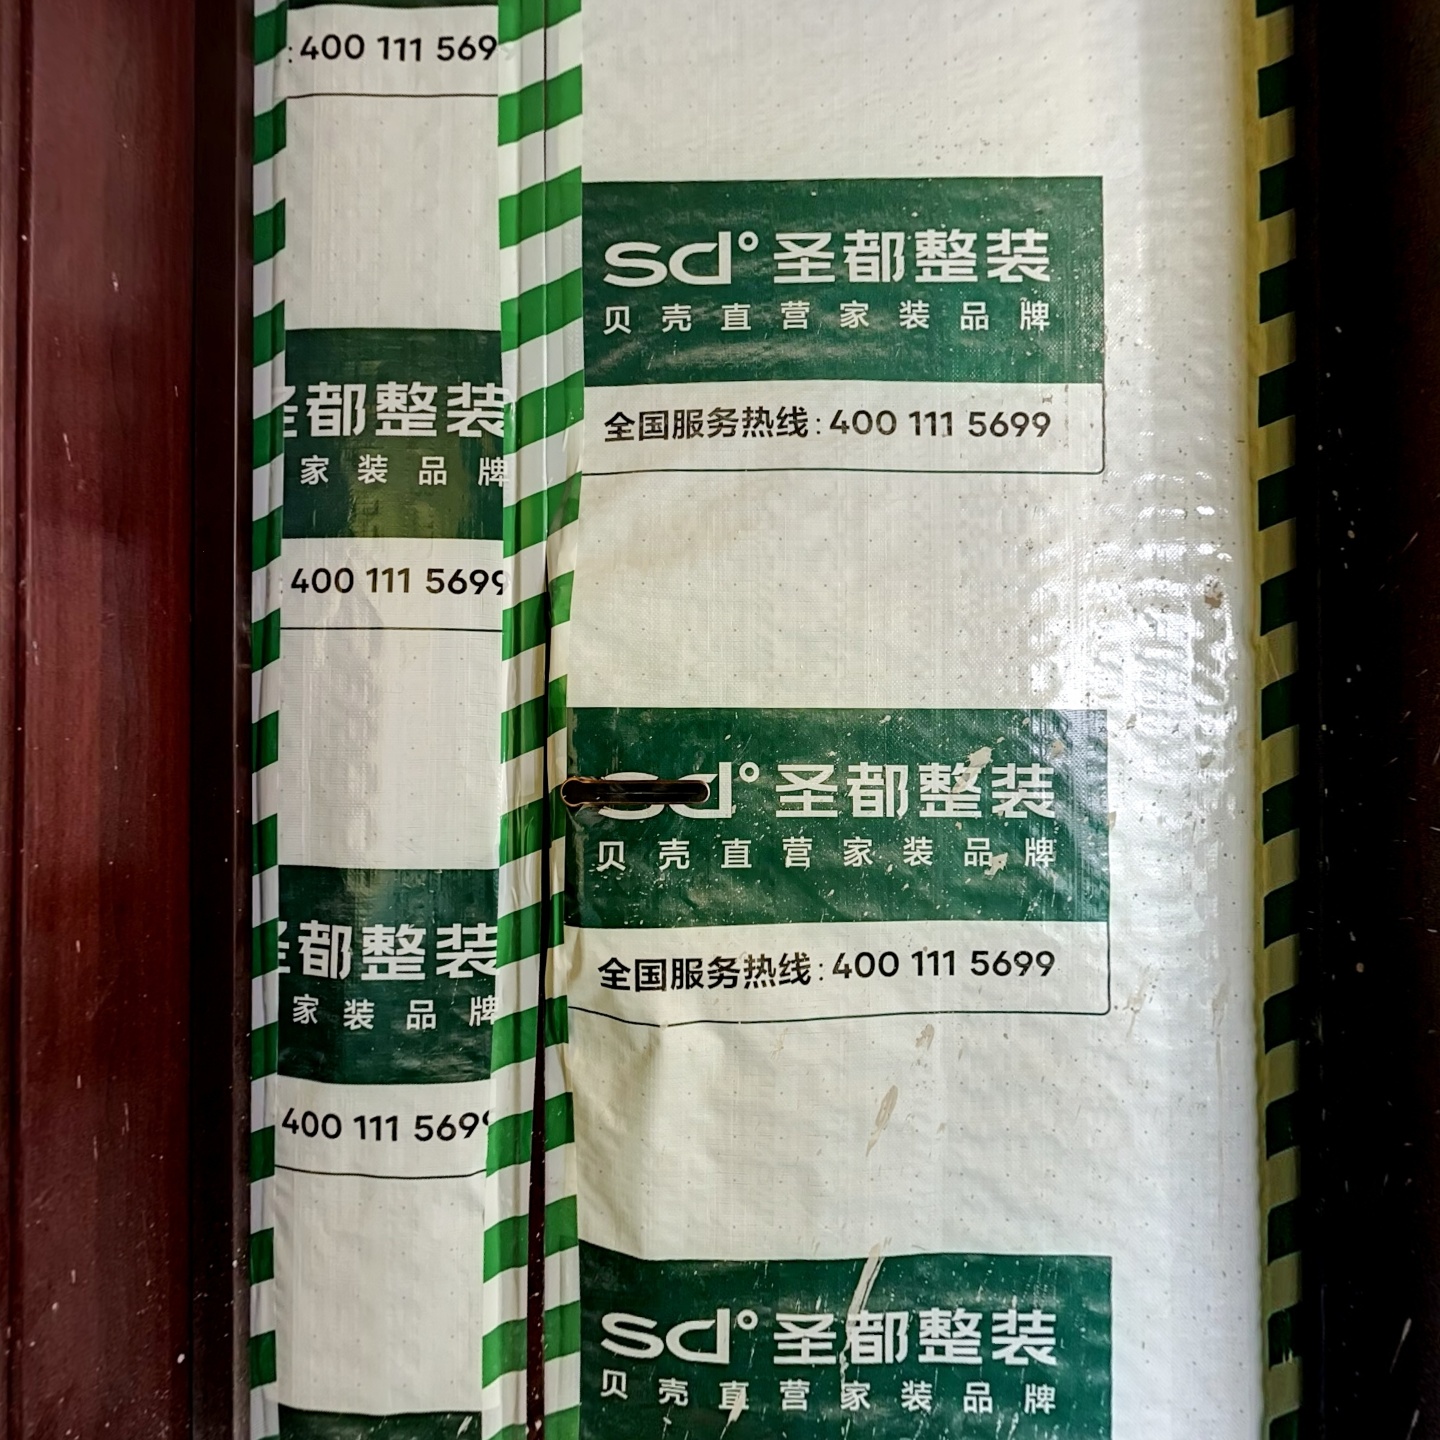 : 400 111 569
圣都整装
家装品牌
: 400 111 5699
圣都整装
家装品牌
400 111 569
sd° 圣都整装
贝壳直营家装品牌
全国服务热线: 400 111 5699
sd° 圣都整装
贝壳直营家装品牌
全国服务热线: 400 111 5699
sd° 圣都整装
贝壳直营家装品牌